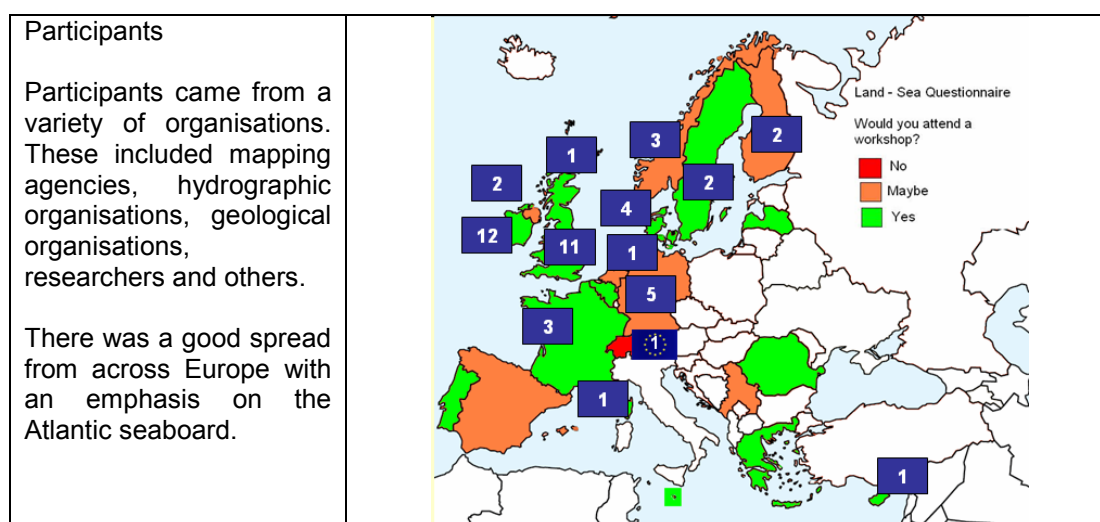 Participants
Participants came from a
variety of organisations.
These included mapping
agencies, hydrographic
organisations, geological
organisations,
researchers and others.
There was a good spread
from across Europe with
an emphasis on the
Atlantic seaboard.
Land - Sea Questionnaire
Would you attend a
workshop?
No
Maybe
Yes
3
2
1
2
2
4
12
11
1
5
3
1
1
1